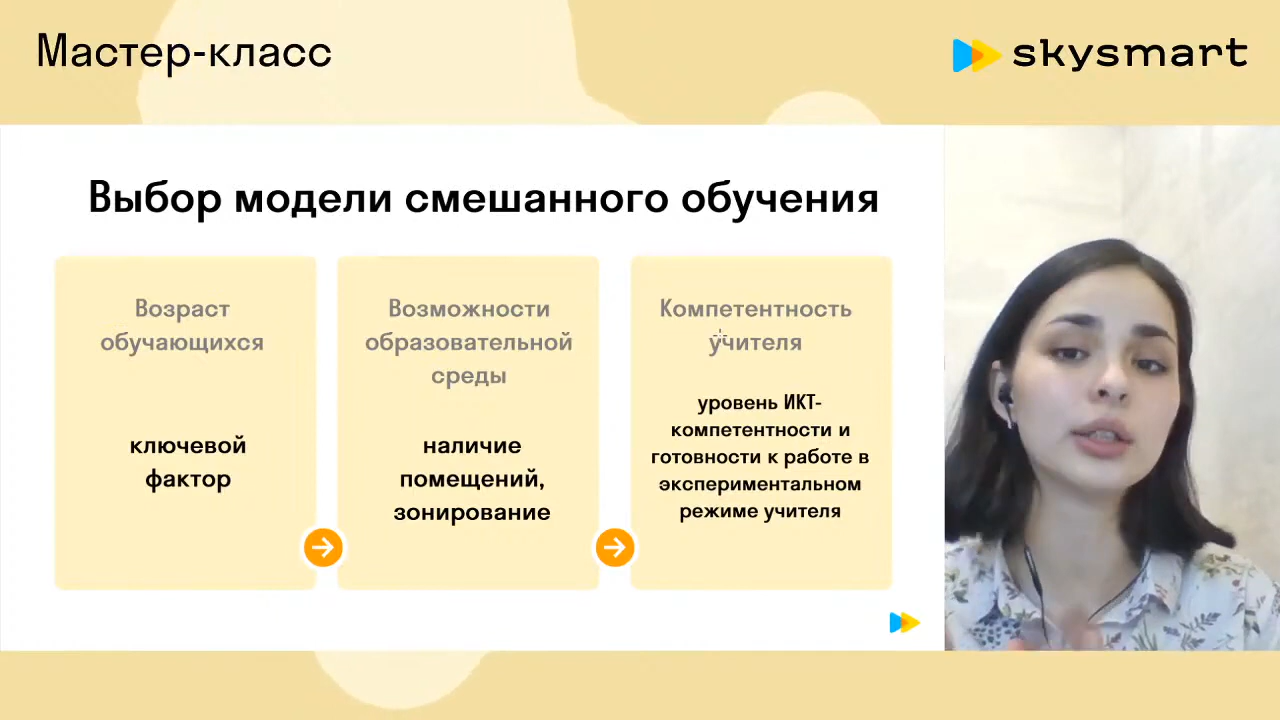 Мастер-класс
skysmart
Выбор модели смешанного обучения
Возраст
обучающихся
ключевой
фактор
Возможности
образовательной
среды
наличие
помещений,
зонирование
Компетентность
учителя
уровень ИКТ-
компетентности и
готовности к работе в
экспериментальном
режиме учителя